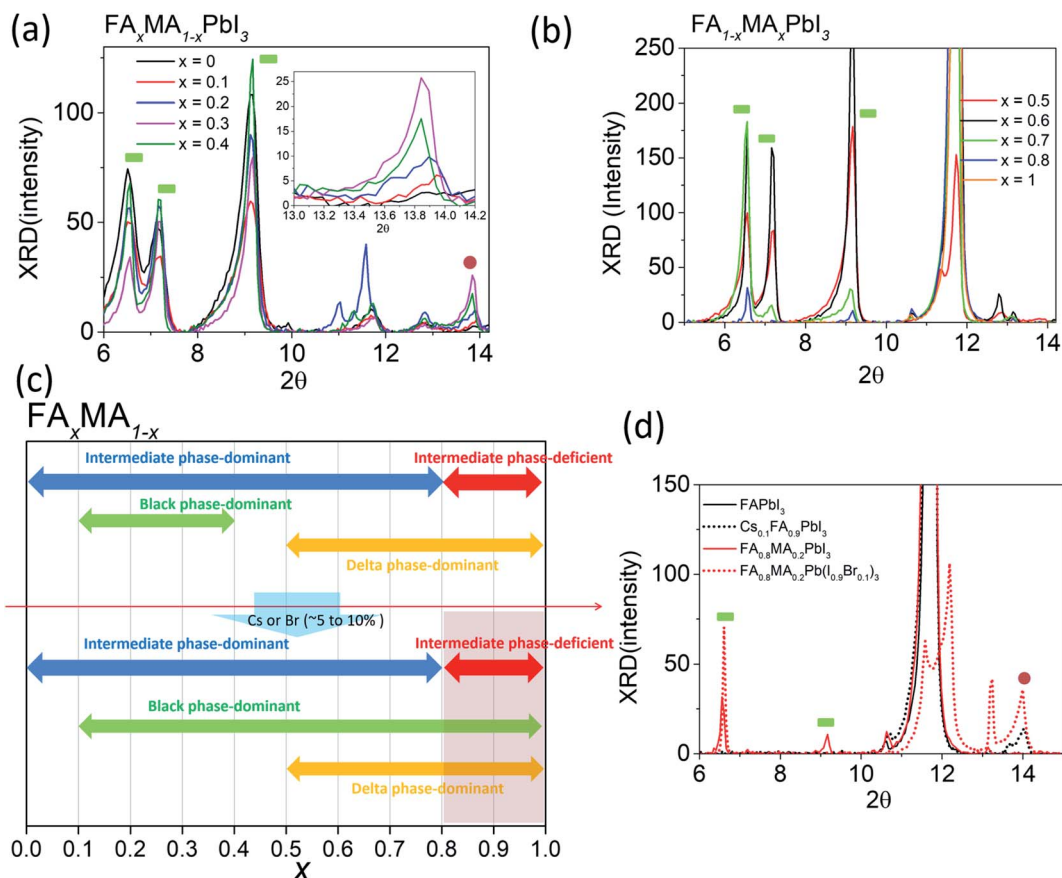 (a)
FAxMA1-xPbI3
x = 0
x = 0.1
x = 0.2
x = 0.3
x = 0.4
XRD(intensity)
0
50
100
6
8
10
12
14
2θ
0
5
10
15
20
25
13.0
13.2
13.4
13.6
13.8
14.0
14.2
2θ
(b)
FA1-xMAxPbI3
x = 0.5
x = 0.6
x = 0.7
x = 0.8
x = 1
XRD (Intensity)
0
50
100
150
200
250
6
8
10
12
14
2θ
(c)
FAxMA1-x
Intermediate phase-dominant
Intermediate phase-deficient
Black phase-dominant
Delta phase-dominant
Cs or Br (~5 to 10% )
Intermediate phase-dominant
Intermediate phase-deficient
Black phase-dominant
Delta phase-dominant
0.0 0.1 0.2 0.3 0.4 0.5 0.6 0.7 0.8 0.9 1.0
x
(d)
FAPbI3
Cs0.1FA0.9PbI3
FA0.8MA0.2PbI3
FA0.8MA0.2Pb(I0.9Br0.1)3
XRD(intensity)
0
50
100
150
6
8
10
12
14
2θ